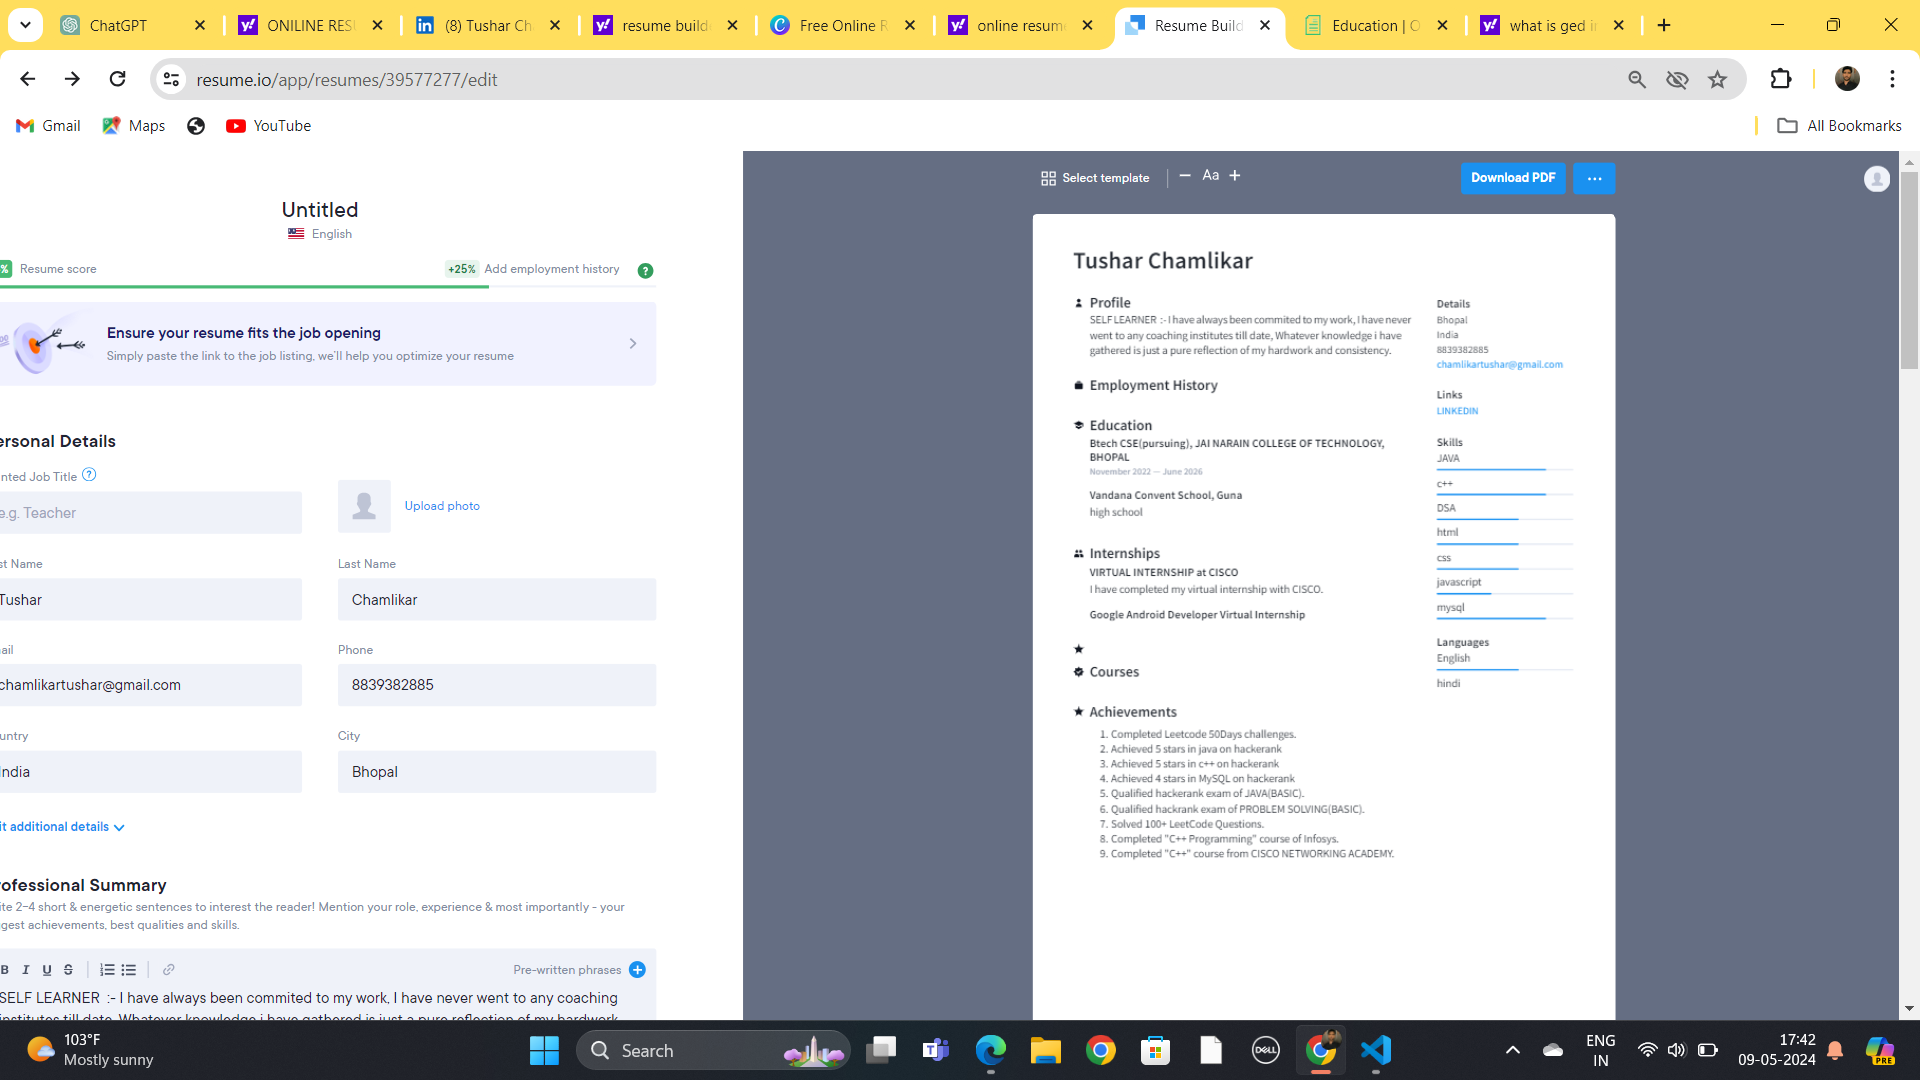 ChatGPT
ONILINE RES
(8) Tushar Ch
resume build
Free Online R
online resume
Resume Build
Education | O
what is ged i
resume.io/app/resumes/39577277/edit
Gmail
Maps
YouTube
All Bookmarks
Untitled
English
% Resume score
+25% Add employment history
?
Ensure your resume fits the job opening
Simply paste the link to the job listing, we'll help you optimize your resume
ersonal Details
nted Job Title ?
e.g. Teacher
Upload photo
st Name
Last Name
Tushar
Chamlikar
ail
Phone
chamlikartushar@gmail.com
8839382885
untry
City
India
Bhopal
it additional details
rofessional Summary
ite 2-4 short & energetic sentences to interest the reader! Mention your role, experience & most importantly - your
gest achievements, best qualities and skills.
B I U S
Pre-written phrases
SELF LEARNER :- I have always been commited to my work, I have never went to any coaching
institutes till date, Whatever knowledge i have gathered is just a pure reflection of my hardwork
Select template
Aa
Download PDF
Tushar Chamlikar
Profile
SELF LEARNER :- I have always been commited to my work, I have never
went to any coaching institutes till date, Whatever knowledge i have
gathered is just a pure reflection of my hardwork and consistency.
Employment History
Education
Btech CSE(pursuing), JAI NARAIN COLLEGE OF TECHNOLOGY,
BHOPAL
November 2022 — June 2026
Vandana Convent School, Guna
high school
Internships
VIRTUAL INTERNSHIP at CISCO
I have completed my virtual internship with CISCO.
Google Android Developer Virtual Internship
Courses
Achievements
1. Completed Leetcode 50Days challenges.
2. Achieved 5 stars in java on hackerank
3. Achieved 5 stars in c++ on hackerank
4. Achieved 4 stars in MySQL on hackerank
5. Qualified hackerank exam of JAVA(BASIC).
6. Qualified hackrank exam of PROBLEM SOLVING(BASIC).
7. Solved 100+ LeetCode Questions.
8. Completed "C++ Programming" course of Infosys.
9. Completed "C++" course from CISCO NETWORKING ACADEMY.
Details
Bhopal
India
8839382885
chamlikartushar@gmail.com
Links
LINKEDIN
Skills
JAVA
c++
DSA
html
css
javascript
mysql
Languages
English
hindi
103°F
Mostly sunny
Search
DELL
ENG
IN
17:42
09-05-2024
PRE